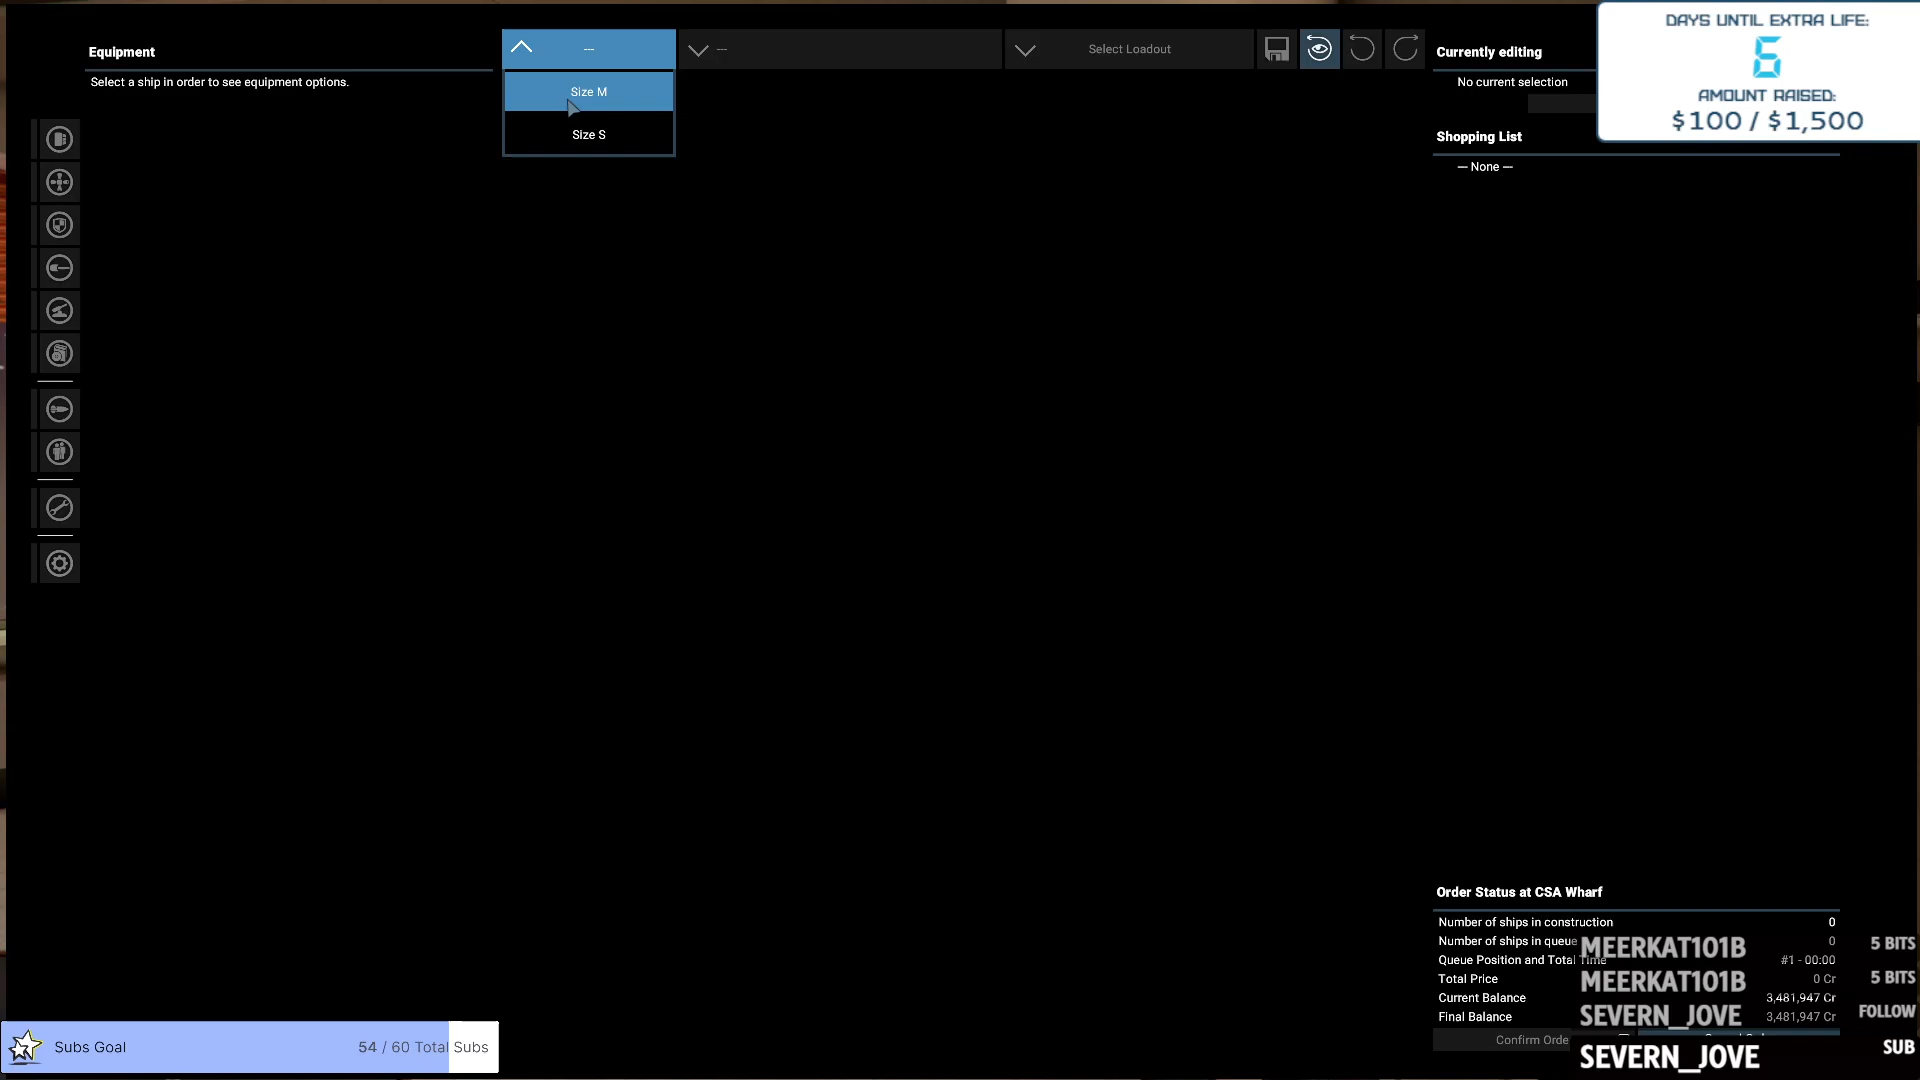 Equipment
Select a ship in order to see equipment options.
---
Size M
Size S
---
Select Loadout
Currently editing
No current selection
Shopping List
--- None ---
DAYS UNTIL EXTRA LIFE:
6
AMOUNT RAISED:
$100 / $1,500
Order Status at CSA Wharf
Number of ships in construction 0
Number of ships in queue 0
Queue Position and Total Time #1 - 00:00
Total Price 0 Cr
Current Balance 3,481,947 Cr
Final Balance 3,481,947 Cr
Confirm Orde
MEERKAT101B 5 BITS
MEERKAT101B 5 BITS
SEVERN_JOVE FOLLOW
SEVERN_JOVE SUB
Subs Goal 54 / 60 Total Subs